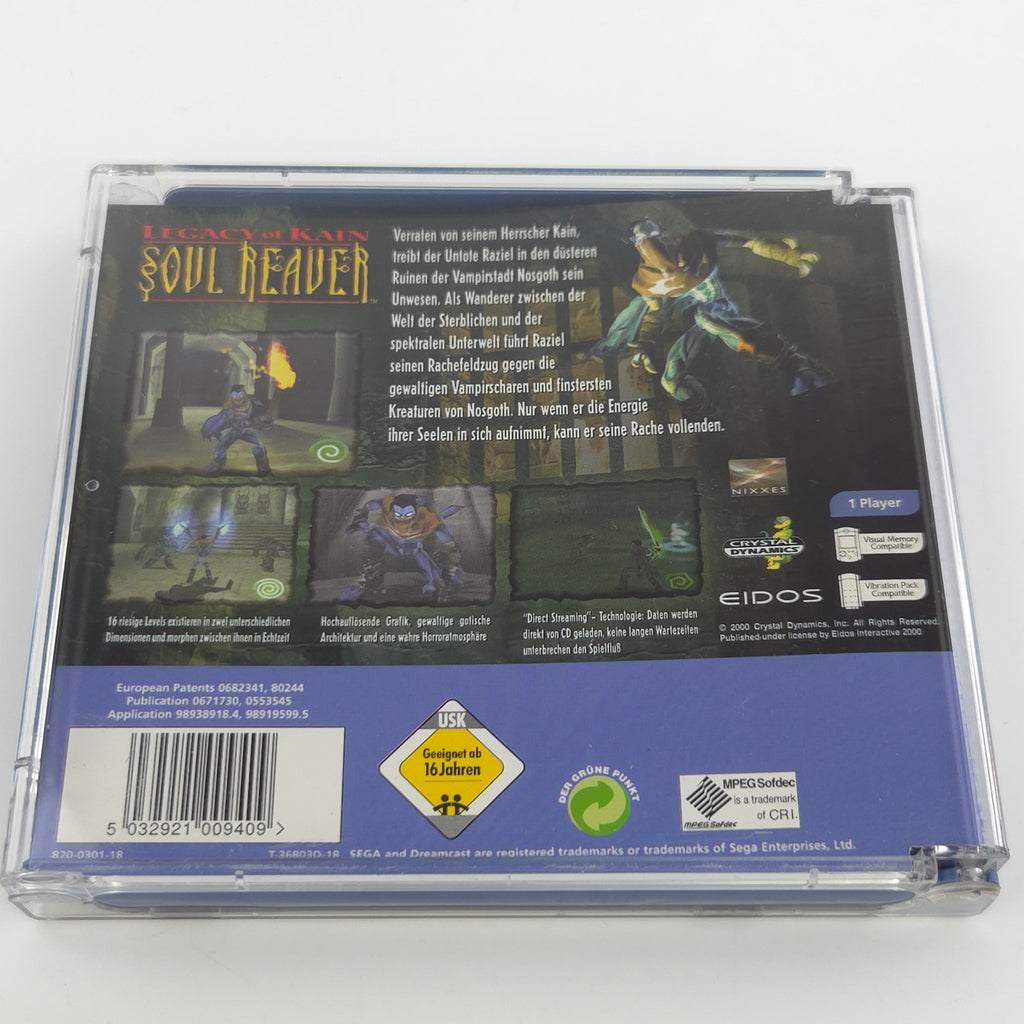 LEGACY of KAIN
SOUL REAVER™
Verraten von seinem Herrscher Kain,
treibt der Untote Raziel in den düsteren
Ruinen der Vampirstadt Nosgoth sein
Unwesen. Als Wanderer zwischen der
Welt der Sterblichen und der
spektralen Unterwelt führt Raziel
seinen Rachefeldzug gegen die
gewaltigen Vampirscharen und finstersten
Kreaturen von Nosgoth. Nur wenn er die Energie
ihrer Seelen in sich aufnimmt, kann er seine Rache vollenden.
16 riesige Levels existieren in zwei unterschiedlichen
Dimensionen und morphen zwischen ihnen in Echtzeit
Hochauflösende Grafik, gewaltige gotische
Architektur und eine wahre Horroratmosphäre
"Direct Streaming"- Technologie: Daten werden
direkt von CD geladen, keine langen Wartezeiten
unterbrechen den Spielfluß
NIXXES
CRYSTAL
DYNAMICS
EIDOS
1 Player
Visual Memory
Compatible
Vibration Pack
Compatible
© 2000 Crystal Dynamics, Inc. All Rights Reserved.
Published under license by Eidos Interactive 2000
European Patents 0682341, 80244
Publication 0671730, 0553545
Application 98938918.4, 98919599.5
5 032921 009409 >
USK
Geeignet ab
16 Jahren
DER GRÜNE PUNKT
MPEG Sofdec
MPEG Sofdec
is a trademark
of CRI.
820-0301-18
T-36803D-18
SEGA and Dreamcast are registered trademarks or trademarks of Sega Enterprises, Ltd.